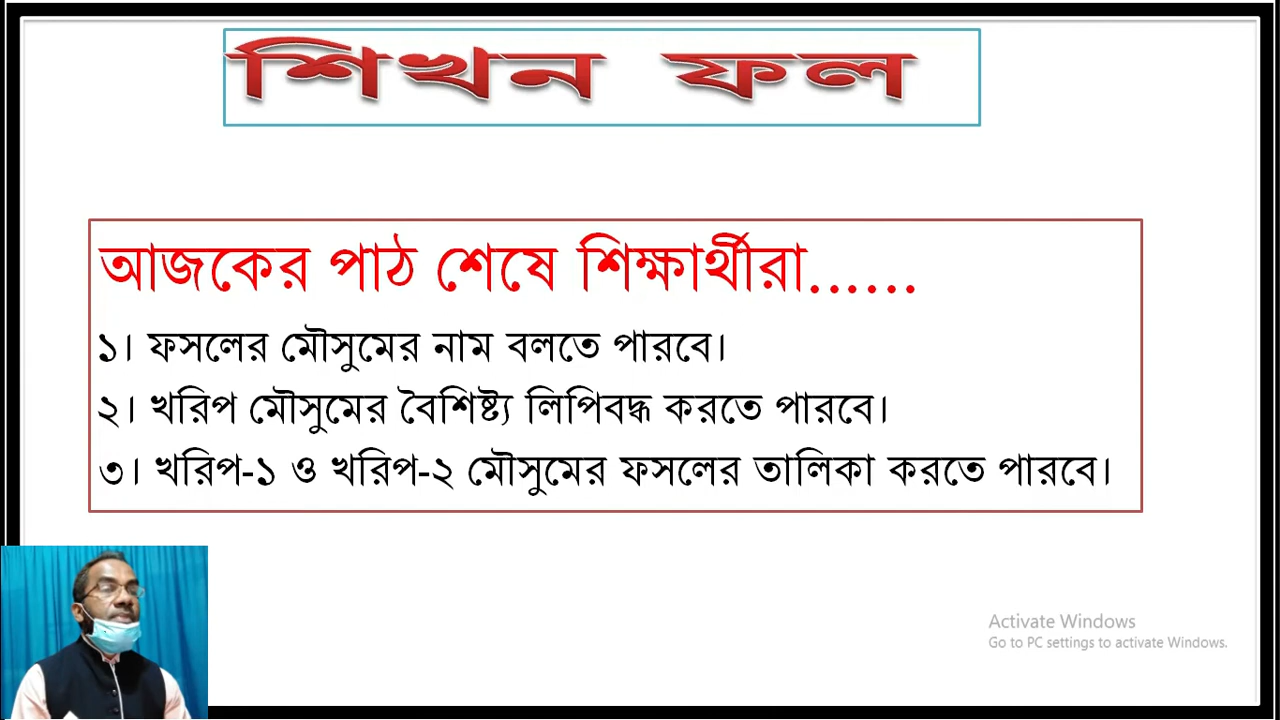 শিখন ফল
আজকের পাঠ শেষে শিক্ষার্থীরা......
১। ফসলের মৌসুমের নাম বলতে পারবে।
২। খরিপ মৌসুমের বৈশিষ্ট্য লিপিবদ্ধ করতে পারবে।
৩। খরিপ-১ ও খরিপ-২ মৌসুমের ফসলের তালিকা করতে পারবে।
Activate Windows
Go to PC settings to activate Windows.